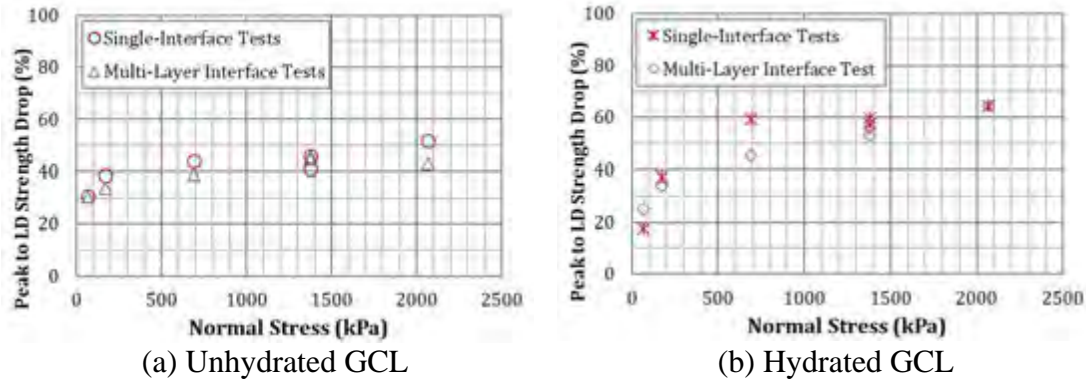 100
80
60
40
20
0
Peak to LD Strength Drop (%)
Single-Interface Tests
Multi-Layer Interface Tests
0 500 1000 1500 2000 2500
Normal Stress (kPa)
(a) Unhydrated GCL
100
80
60
40
20
0
Peak to LD Strength Drop (%)
Single-Interface Tests
Multi-Layer Interface Test
0 500 1000 1500 2000 2500
Normal Stress (kPa)
(b) Hydrated GCL